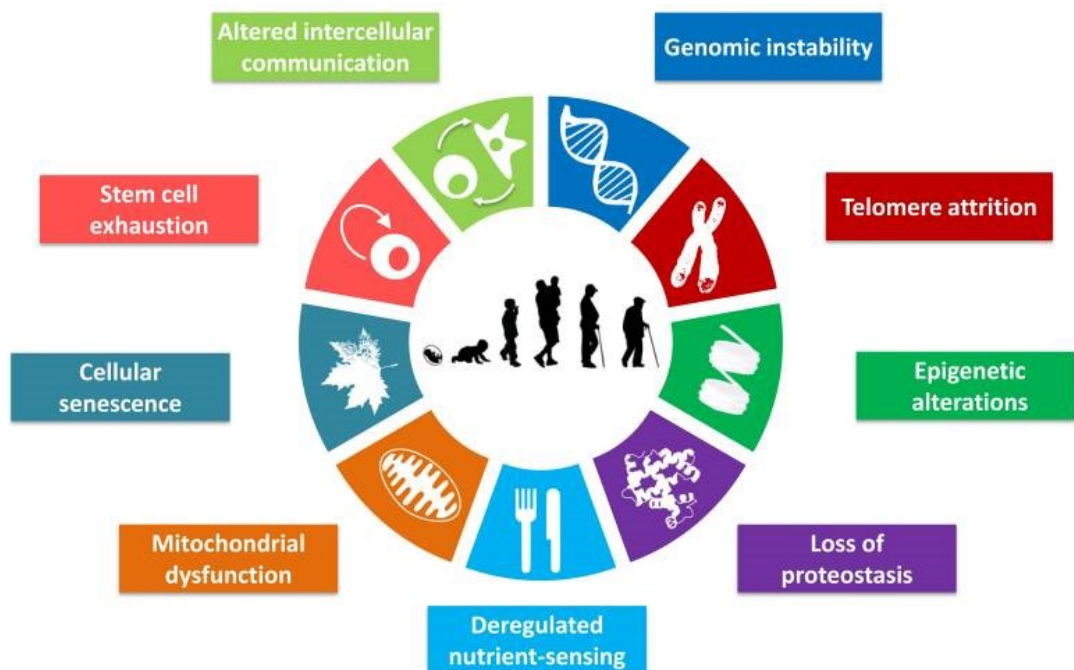 Altered intercellular
communication
Genomic instability
Stem cell
exhaustion
Telomere attrition
Cellular
senescence
Epigenetic
alterations
Mitochondrial
dysfunction
Loss of
proteostasis
Deregulated
nutrient-sensing